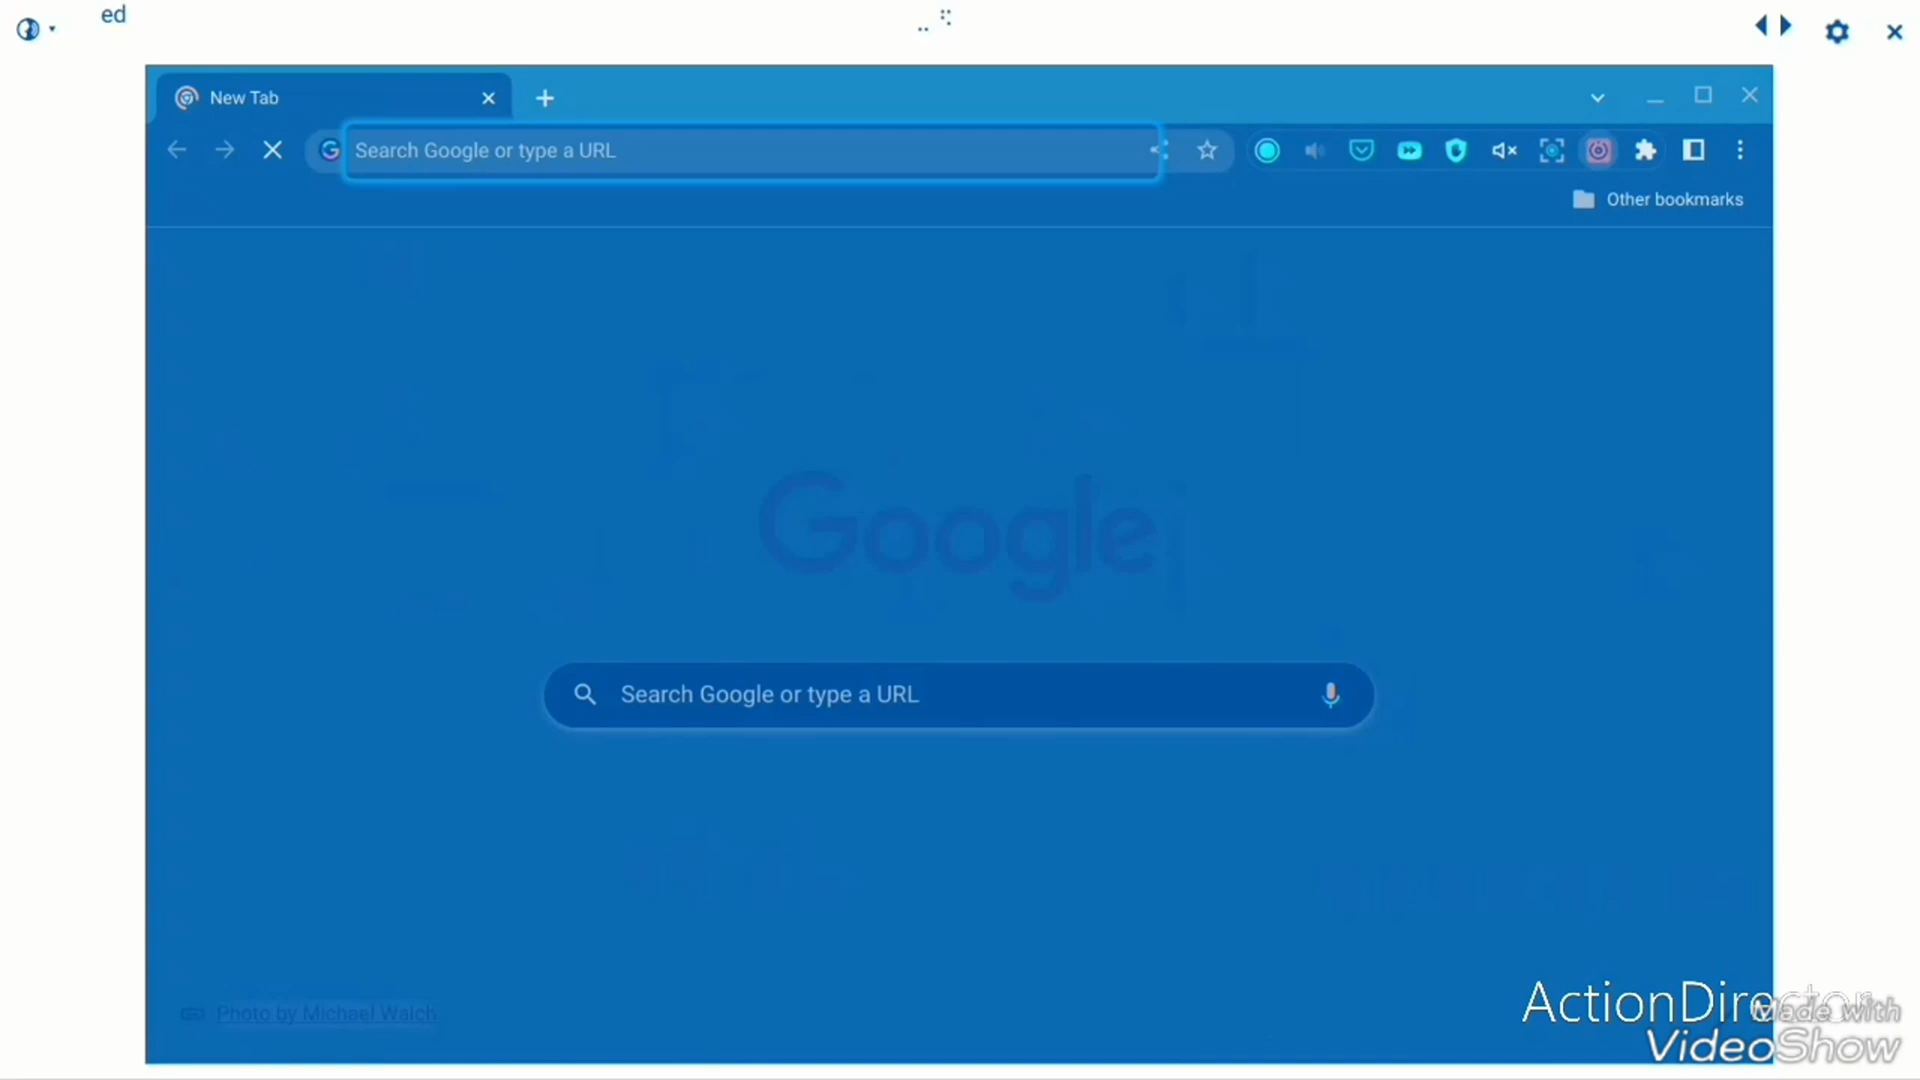 ed
New Tab
Search Google or type a URL
Other bookmarks
Google
Search Google or type a URL
Photo by Michael Walch
ActionDirector
Made with
VideoShow